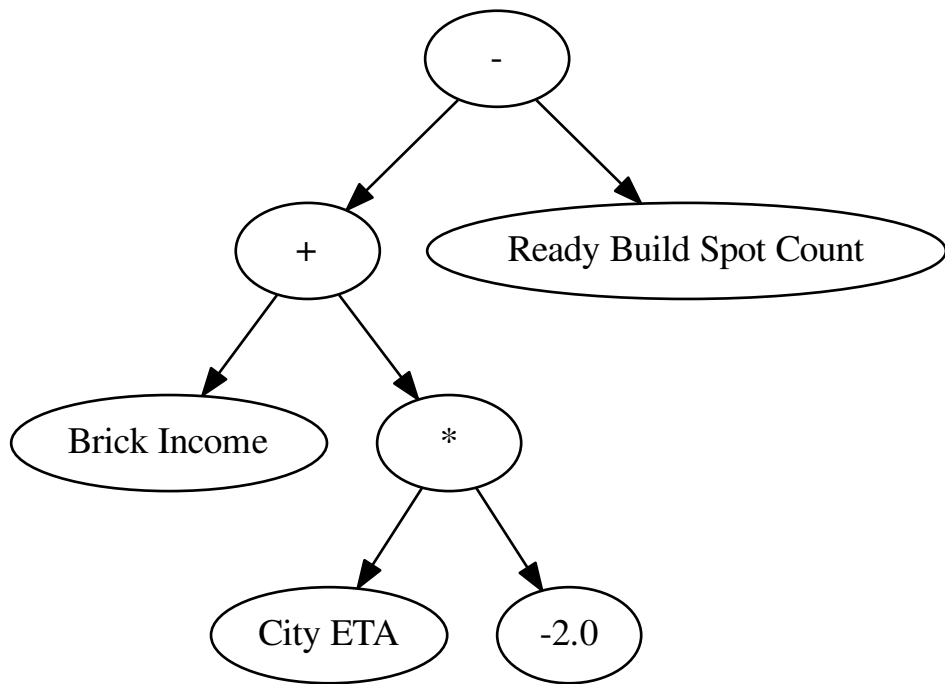 -
+
Ready Build Spot Count
Brick Income
*
City ETA
-2.0